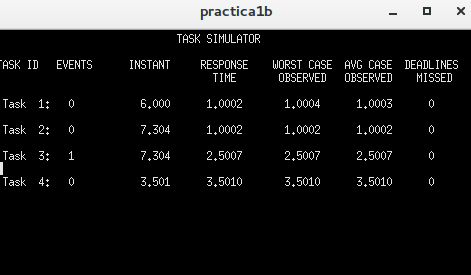 practica1b
TASK SIMULATOR
TASK ID EVENTS INSTANT RESPONSE WORST CASE AVG CASE DEADLINES
TIME OBSERVED OBSERVED MISSED
Task 1: 0 6.000 1.0002 1.0004 1.0003 0
Task 2: 0 7.304 1.0002 1.0002 1.0002 0
Task 3: 1 7.304 2.5007 2.5007 2.5007 0
Task 4: 0 3.501 3.5010 3.5010 3.5010 0